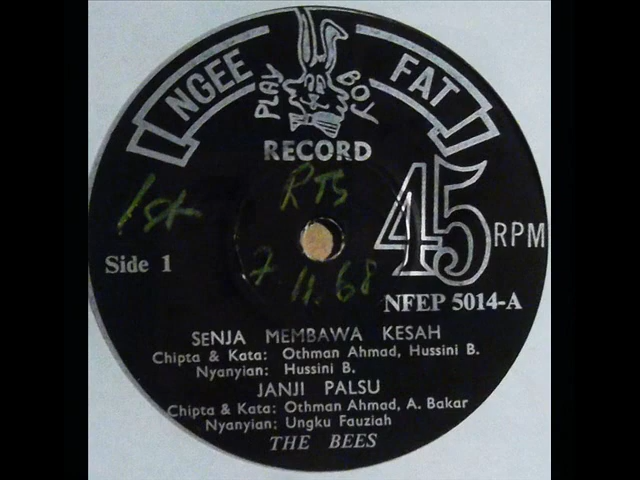 NGEE FAT
PLAY BOY
RECORD
1st
RTS
7.11.68
45 RPM
Side 1
NFEP 5014-A
SENJA MEMBAWA KESAH
Chipta & Kata: Othman Ahmad, Hussini B.
Nyanyian: Hussini B.
JANJI PALSU
Chipta & Kata: Othman Ahmad, A. Bakar
Nyanyian: Ungku Fauziah
THE BEES